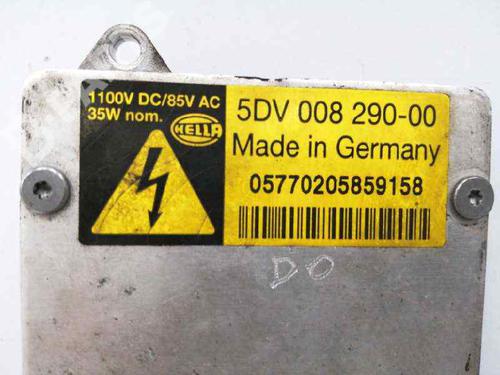 1100V DC/85V AC
35W nom.
HELLA
5DV 008 290-00
Made in Germany
05770205859158
DO